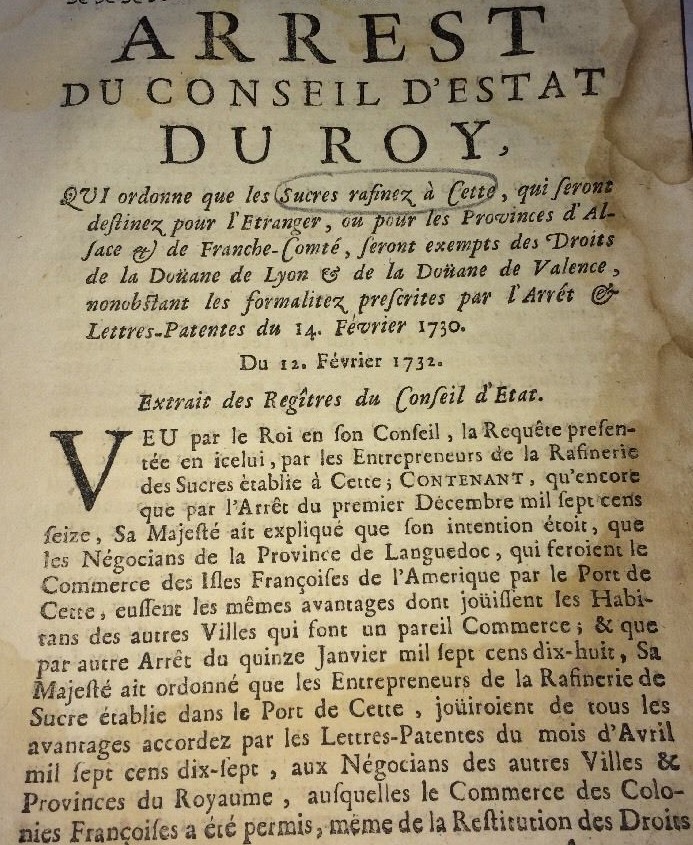 ARREST
DU CONSEIL D'ESTAT
DU ROY,
QUI ordonne que les Sucres rafinez à Cette, qui ſeront
deſtinez pour l'Etranger, ou pour les Provinces d'Al-
ſace & de Franche-Comté, ſeront exempts des Droits
de la Doüane de Lyon & de la Doüane de Valence,
nonobſtant les formalitez preſcrites par l'Arrêt &
Lettres-Patentes du 14. Février 1730.
Du 12. Février 1732.
Extrait des Regîtres du Conſeil d'Etat.
VEU par le Roi en ſon Conſeil, la Requête preſen-
tée en icelui, par les Entrepreneurs de la Rafinerie
des Sucres établie à Cette; CONTENANT, qu'encore
que par l'Arrêt du premier Décembre mil ſept cens
ſeize, Sa Majeſté ait expliqué que ſon intention étoit, que
les Négocians de la Province de Languedoc, qui feroient le
Commerce des Iſles Françoiſes de l'Amerique par le Port de
Cette, euſſent les mêmes avantages dont joüiſſent les Habi-
tans des autres Villes qui font un pareil Commerce; & que
par autre Arrêt du quinze Janvier mil ſept cens dix-huit, Sa
Majeſté ait ordonné que les Entrepreneurs de la Rafinerie de
Sucre établie dans le Port de Cette, joüiroient de tous les
avantages accordez par les Lettres-Patentes du mois d'Avril
mil ſept cens dix-ſept, aux Négocians des autres Villes &
Provinces du Royaume, auſquelles le Commerce des Colo-
nies Françoiſes a été permis, même de la Reſtitution des Droits